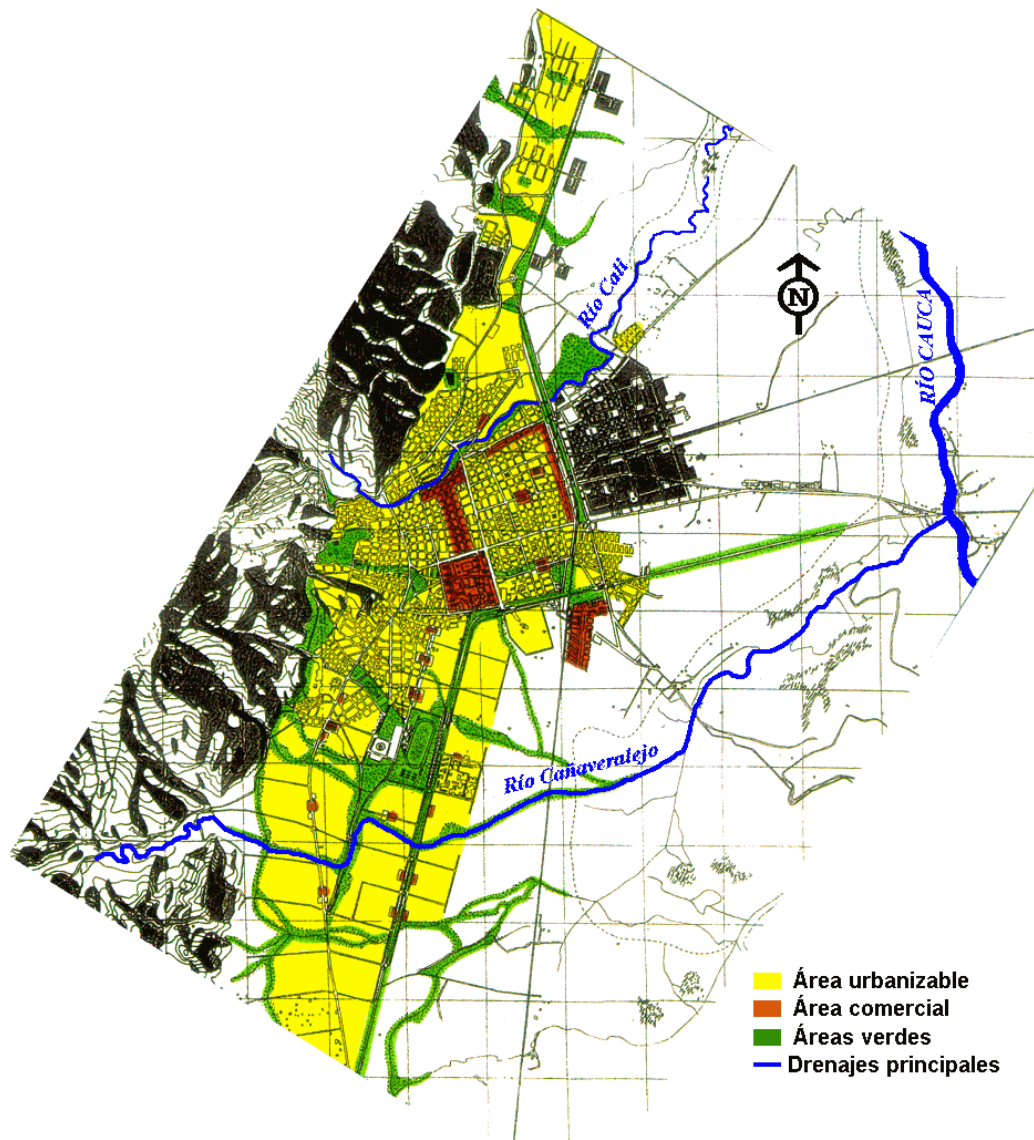 Río Cali
N
RÍO CAUCA
Río Cañaveralejo
Área urbanizable
Área comercial
Áreas verdes
Drenajes principales